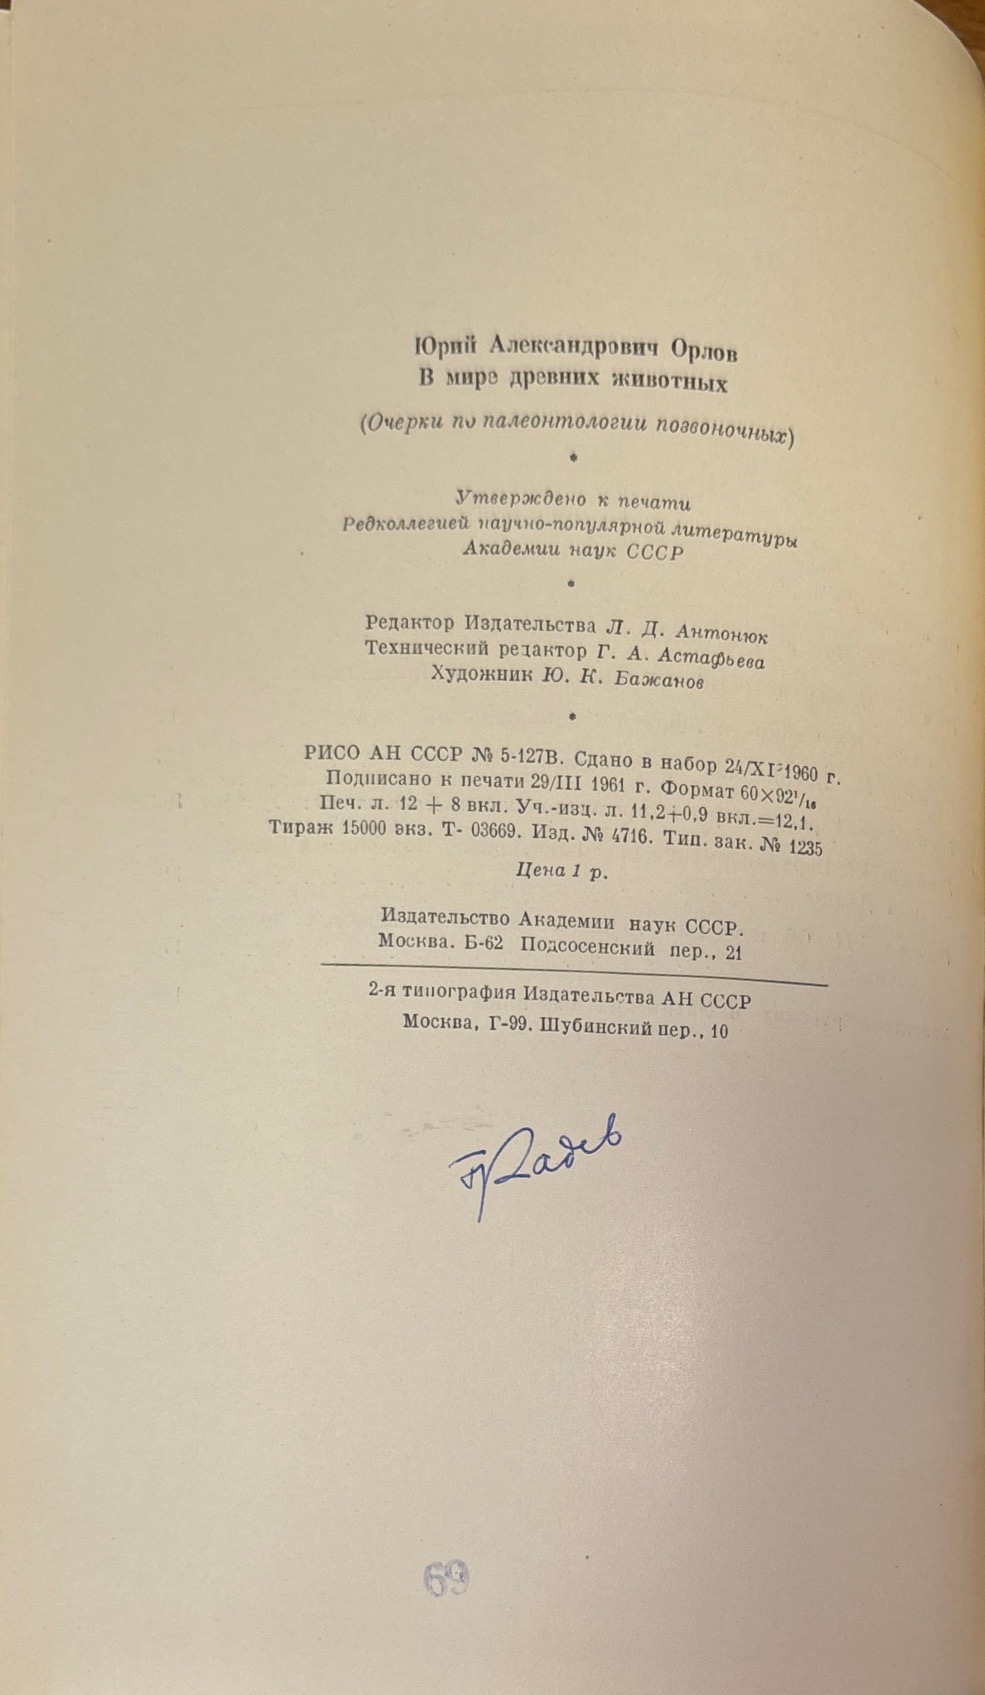 Юрий Александрович Орлов
В мире древних животных
(Очерки по палеонтологии позвоночных)
*
Утверждено к печати
Редколлегией научно-популярной литературы
Академии наук СССР
*
Редактор Издательства Л. Д. Антонюк
Технический редактор Г. А. Астафьева
Художник Ю. К. Бажанов
*
РИСО АН СССР № 5-127В. Сдано в набор 24/XI 1960 г.
Подписано к печати 29/III 1961 г. Формат 60×92¹/₁₆
Печ. л. 12 + 8 вкл. Уч.-изд. л. 11,2+0,9 вкл.=12,1.
Тираж 15000 экз. Т- 03669. Изд. № 4716. Тип. зак. № 1235
Цена 1 р.
Издательство Академии наук СССР.
Москва. Б-62 Подсосенский пер., 21
2-я типография Издательства АН СССР
Москва, Г-99. Шубинский пер., 10
69